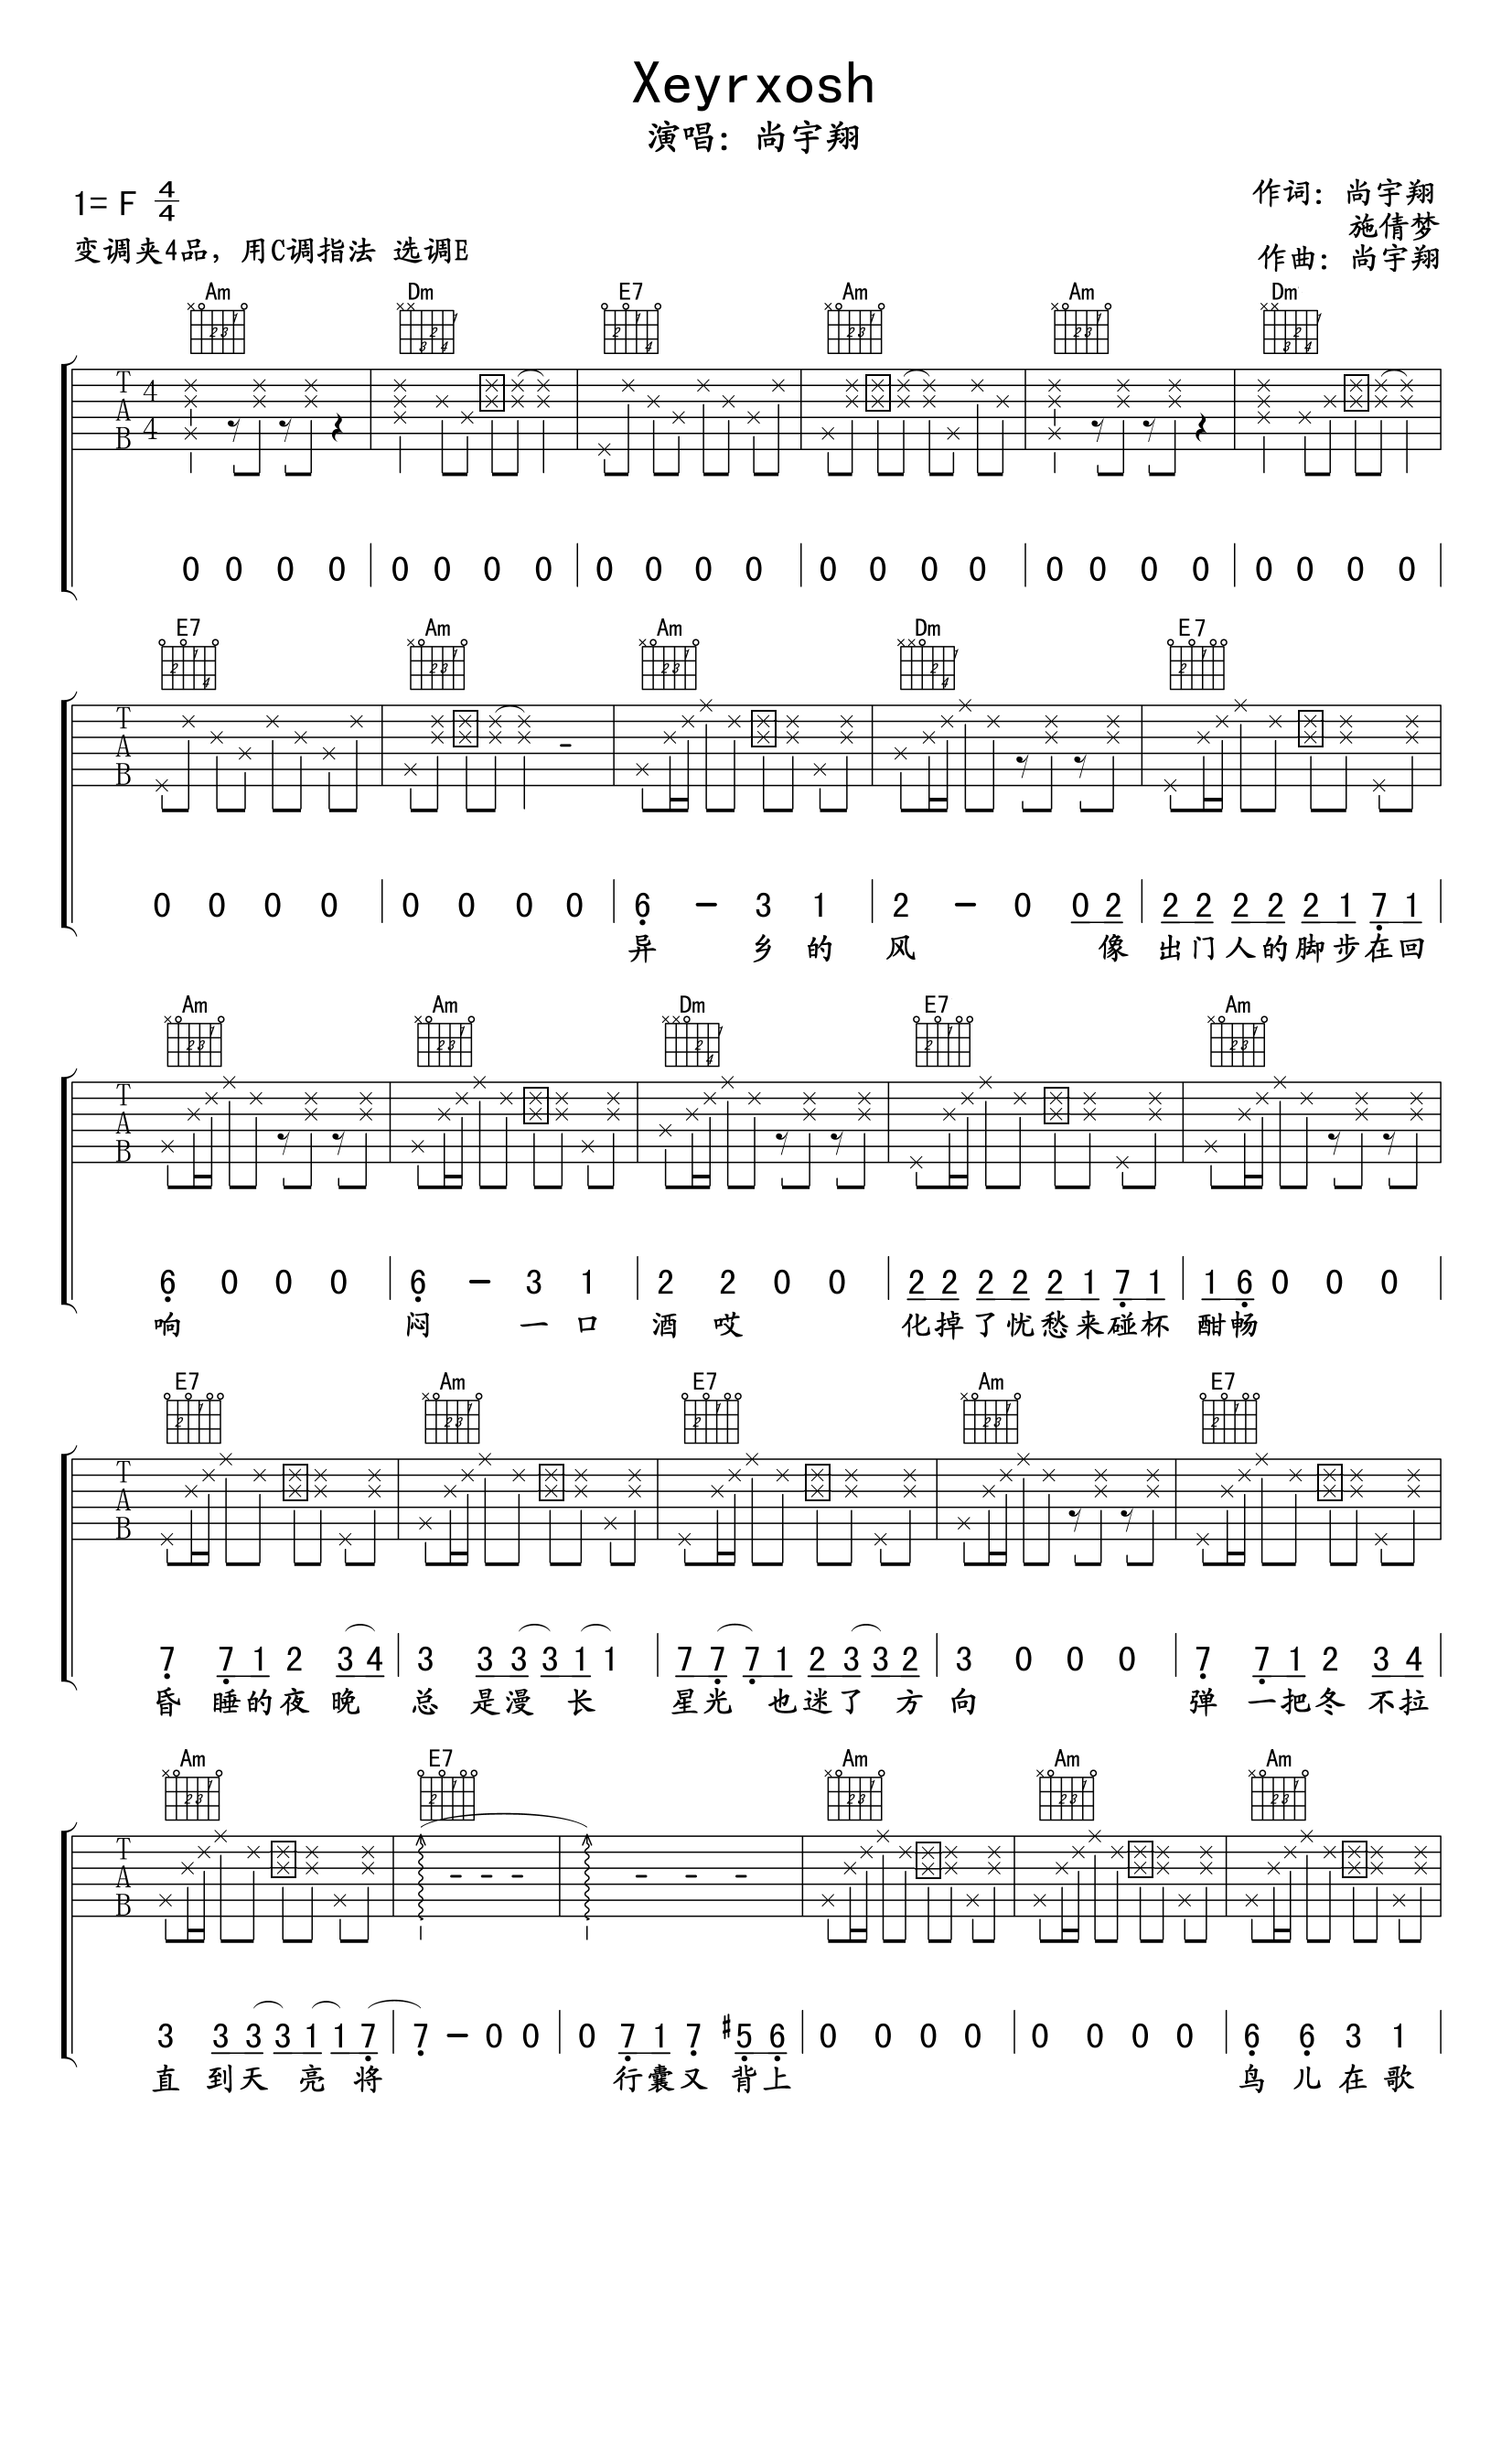 Xeyrxosh
演唱：尚宇翔
1= F 4/4
作词：尚宇翔
施倩梦
变调夹4品，用C调指法 选调E
作曲：尚宇翔
Am Dm E7 Am Am Dm
T A B 4 4
0 0 0 0 | 0 0 0 0 | 0 0 0 0 | 0 0 0 0 | 0 0 0 0 | 0 0 0 0 |
E7 Am Am Dm E7
T A B
0 0 0 0 | 0 0 0 0 | 6 - 3 1 | 2 - 0 0 2 | 2 2 2 2 2 1 7 1 |
异 乡 的 风 像 出门人的脚步在回
Am Am Dm E7 Am
T A B
6 0 0 0 | 6 - 3 1 | 2 2 0 0 | 2 2 2 2 2 1 7 1 | 1 6 0 0 0 |
响 闷 一 口 酒 哎 化掉了忧愁来碰杯 酣畅
E7 Am E7 Am E7
T A B
7 7 1 2 3 4 | 3 3 3 3 1 1 | 7 7 7 1 2 3 3 2 | 3 0 0 0 | 7 7 1 2 3 4 |
昏 睡的夜 晚 总 是漫 长 星光 也迷了 方 向 弹 一把冬 不拉
Am E7 Am Am Am
T A B
3 3 3 3 1 1 7 | 7 - 0 0 | 0 7 1 7 #5 6 | 0 0 0 0 | 0 0 0 0 | 6 6 3 1 |
直 到天 亮 将 行囊又 背上 鸟 儿 在 歌